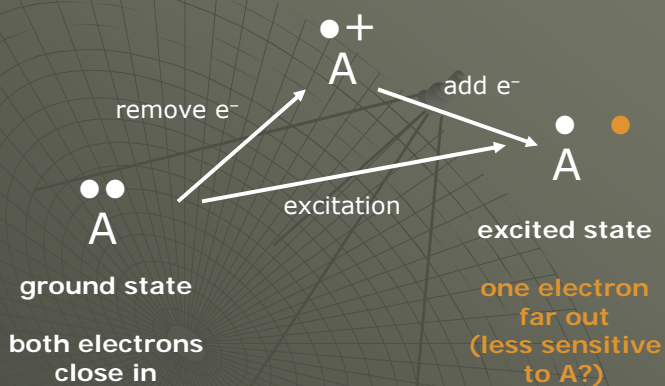 •+
A
remove e⁻
add e⁻
••
A
excitation
• •
A
ground state
both electrons
close in
excited state
one electron
far out
(less sensitive
to A?)